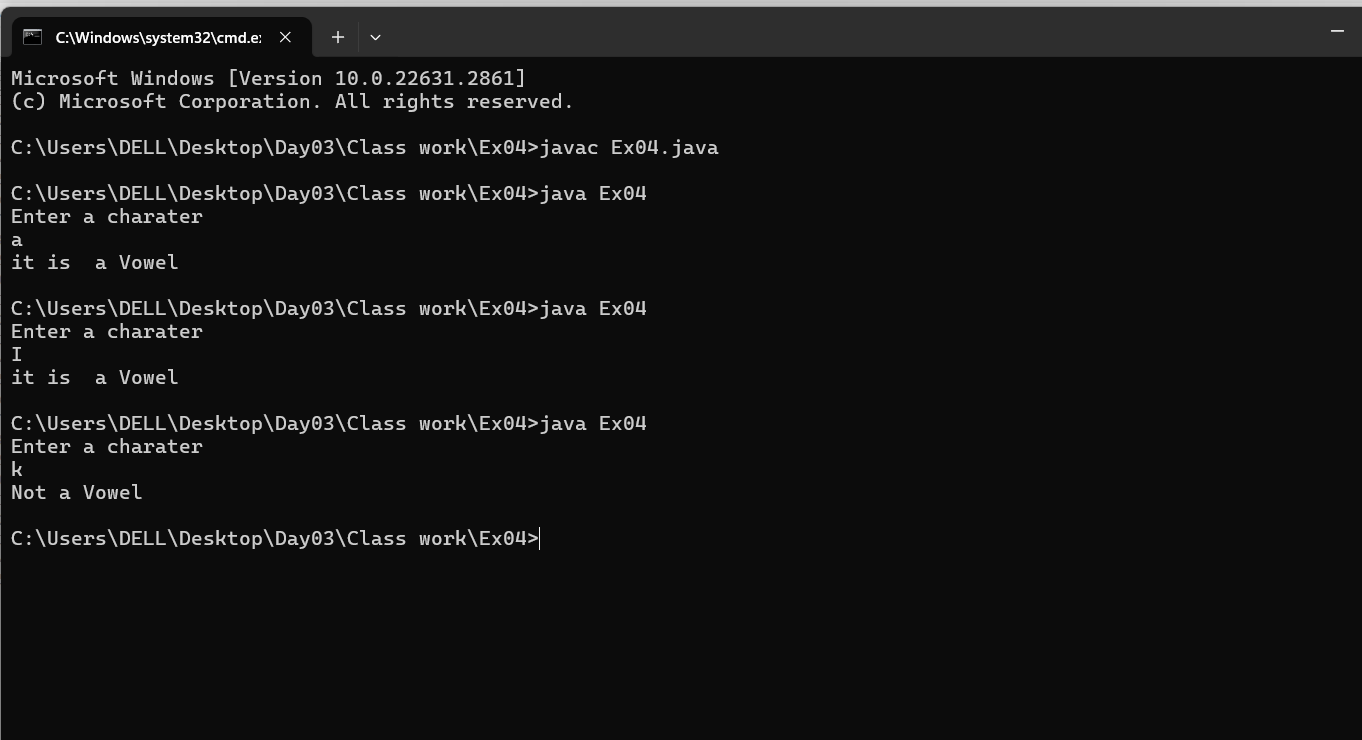 C:\Windows\system32\cmd.e
Microsoft Windows [Version 10.0.22631.2861]
(c) Microsoft Corporation. All rights reserved.
C:\Users\DELL\Desktop\Day03\Class work\Ex04>javac Ex04.java
C:\Users\DELL\Desktop\Day03\Class work\Ex04>java Ex04
Enter a charater
a
it is  a Vowel
C:\Users\DELL\Desktop\Day03\Class work\Ex04>java Ex04
Enter a charater
I
it is  a Vowel
C:\Users\DELL\Desktop\Day03\Class work\Ex04>java Ex04
Enter a charater
k
Not a Vowel
C:\Users\DELL\Desktop\Day03\Class work\Ex04>